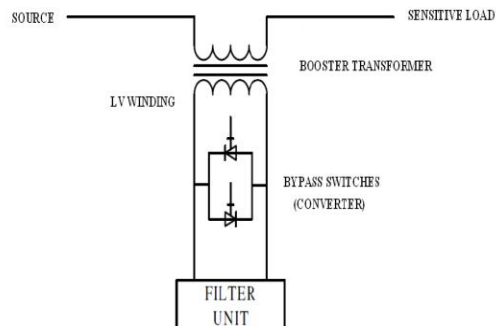 SOURCE
SENSITIVE LOAD
BOOSTER TRANSFORMER
LV WINDING
BYPASS SWITCHES
(CONVERTER)
FILTER
UNIT